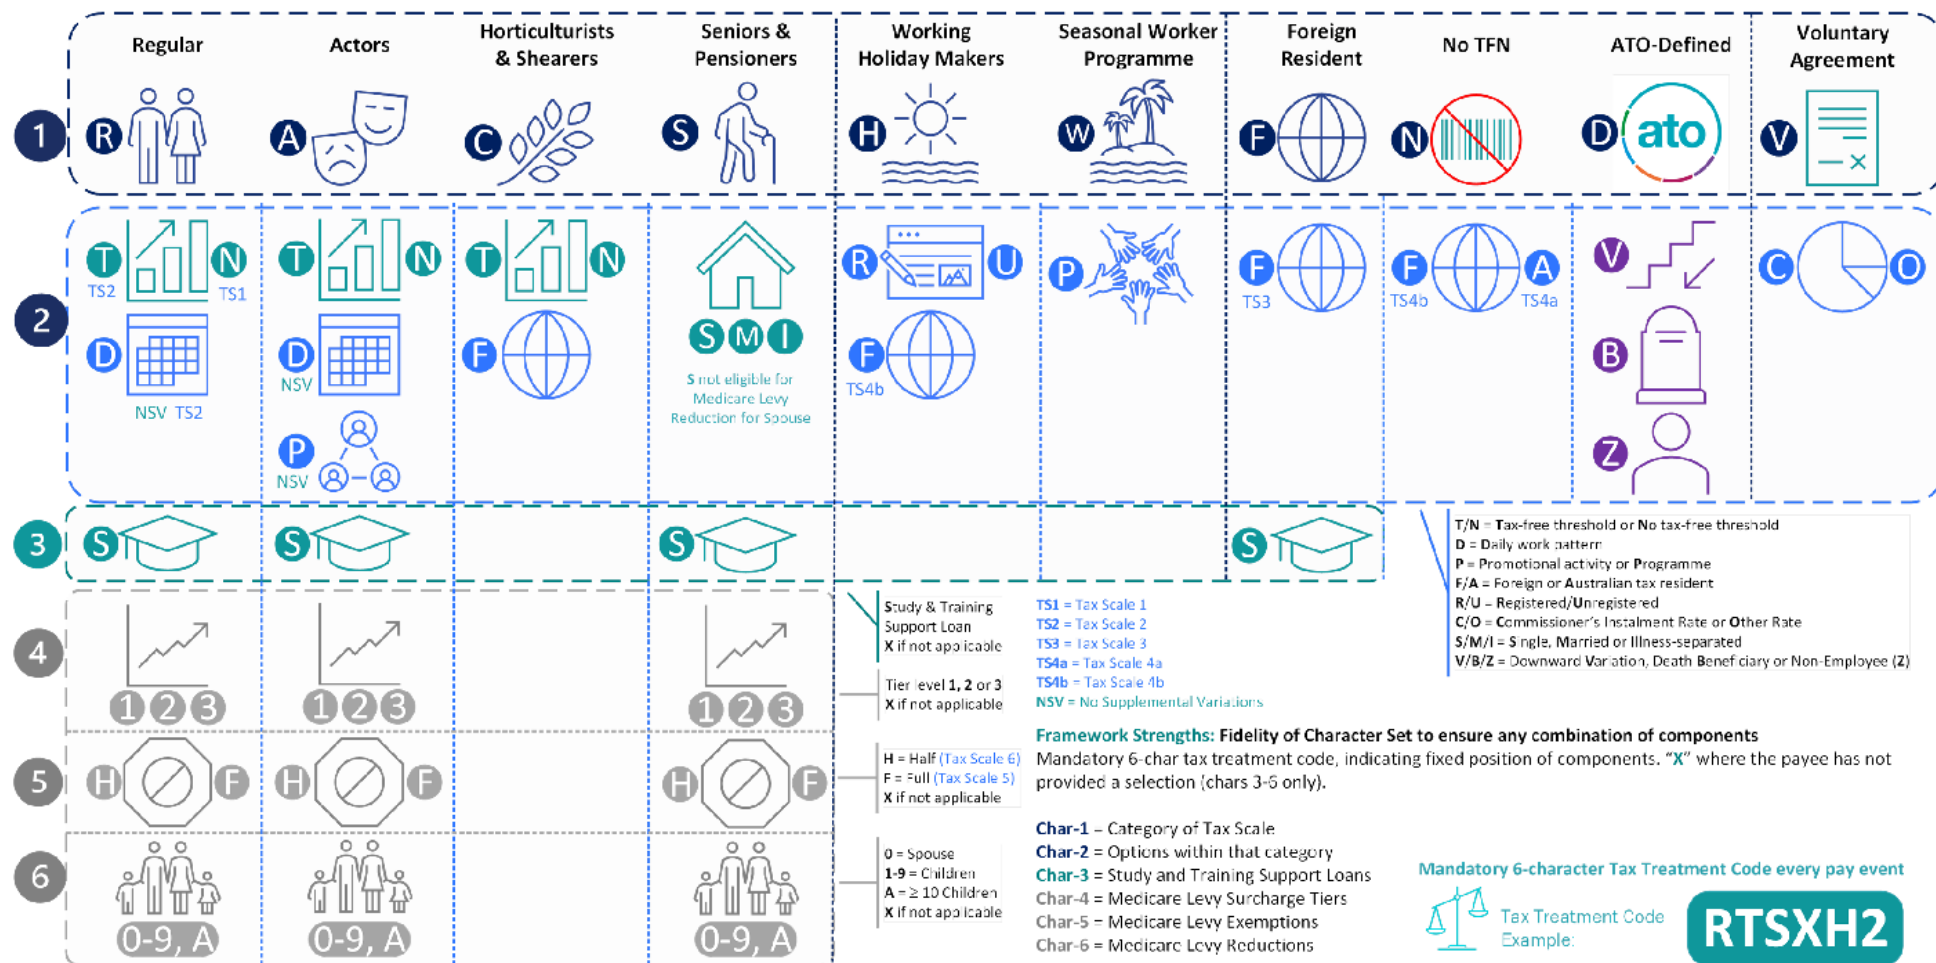 Regular
Actors
Horticulturists
& Shearers
Seniors &
Pensioners
Working
Holiday Makers
Seasonal Worker
Programme
Foreign
Resident
No TFN
ATO-Defined
Voluntary
Agreement
1
R
A
C
S
H
W
F
N
D
ato
V
2
T
N
TS2
TS1
T
N
T
N
R
U
P
F
TS3
F
A
TS4b
TS4a
V
C
O
D
NSV TS2
D
NSV
F
S M I
S not eligible for
Medicare Levy
Reduction for Spouse
F
TS4b
B
P
NSV
Z
3
S
S
S
S
T/N = Tax-free threshold or No tax-free threshold
D = Daily work pattern
P = Promotional activity or Programme
F/A = Foreign or Australian tax resident
R/U = Registered/Unregistered
C/O = Commissioner's Instalment Rate or Other Rate
S/M/I = Single, Married or Illness-separated
V/B/Z = Downward Variation, Death Beneficiary or Non-Employee (Z)
4
1 2 3
1 2 3
1 2 3
Study & Training
Support Loan
X if not applicable
Tier level 1, 2 or 3
X if not applicable
TS1 = Tax Scale 1
TS2 = Tax Scale 2
TS3 = Tax Scale 3
TS4a = Tax Scale 4a
TS4b = Tax Scale 4b
NSV = No Supplemental Variations
5
H
F
H
F
H
F
H = Half (Tax Scale 6)
F = Full (Tax Scale 5)
X if not applicable
Framework Strengths: Fidelity of Character Set to ensure any combination of components
Mandatory 6-char tax treatment code, indicating fixed position of components. "X" where the payee has not
provided a selection (chars 3-6 only).
6
0-9, A
0-9, A
0-9, A
0 = Spouse
1-9 = Children
A = ≥ 10 Children
X if not applicable
Char-1 = Category of Tax Scale
Char-2 = Options within that category
Char-3 = Study and Training Support Loans
Char-4 = Medicare Levy Surcharge Tiers
Char-5 = Medicare Levy Exemptions
Char-6 = Medicare Levy Reductions
Mandatory 6-character Tax Treatment Code every pay event
Tax Treatment Code
Example:
RTSXH2